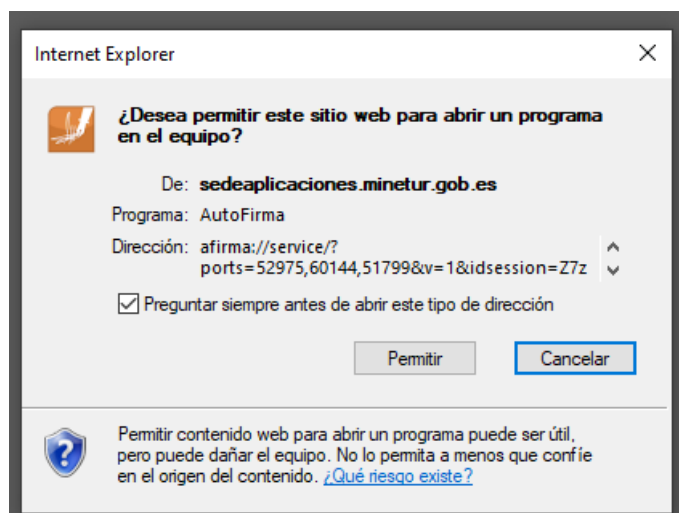 Internet Explorer
¿Desea permitir este sitio web para abrir un programa
en el equipo?
De: sedeaplicaciones.minetur.gob.es
Programa: AutoFirma
Dirección: afirma://service/?
ports=52975,60144,51799&v=1&idsession=Z7z
Preguntar siempre antes de abrir este tipo de dirección
Permitir Cancelar
Permitir contenido web para abrir un programa puede ser útil,
pero puede dañar el equipo. No lo permita a menos que confíe
en el origen del contenido. ¿Qué riesgo existe?